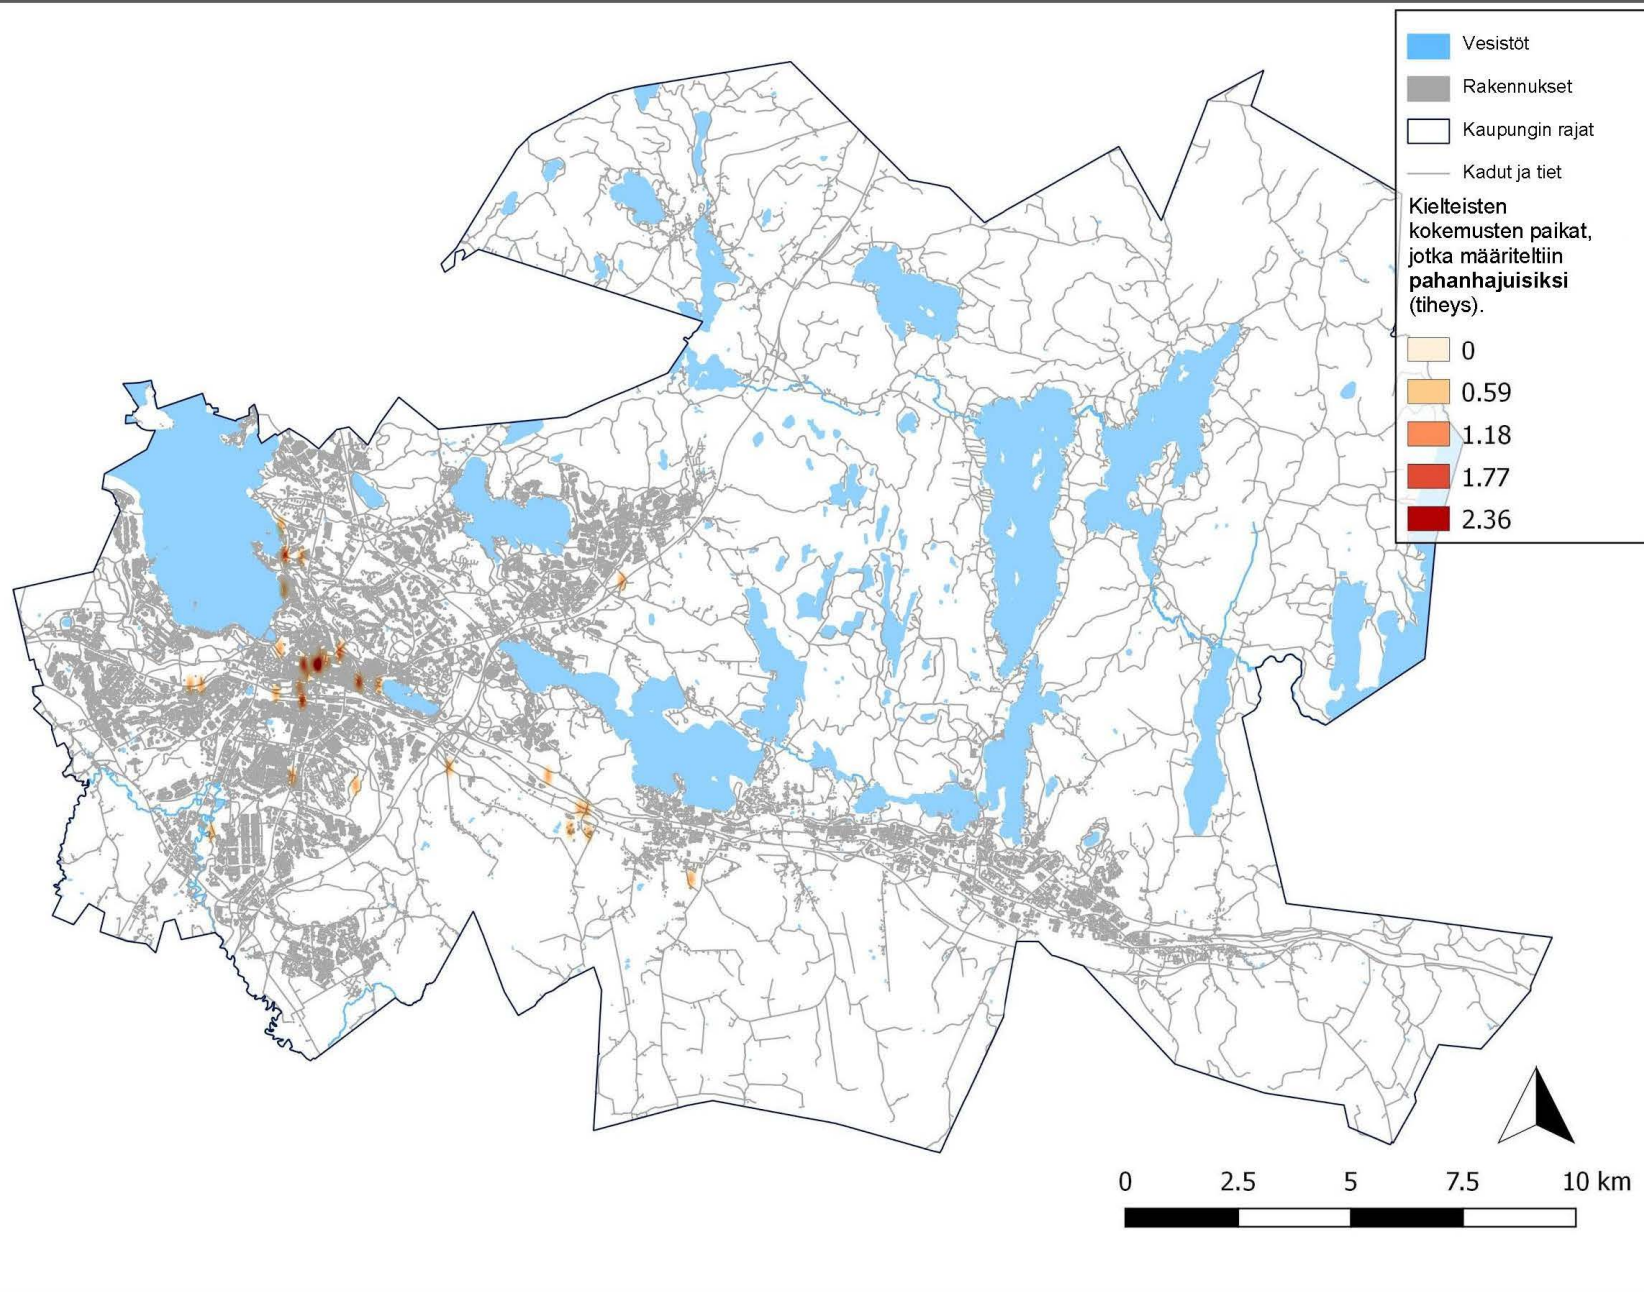 Vesistöt
Rakennukset
Kaupungin rajat
Kadut ja tiet
Kielteisten
kokemusten paikat,
jotka määriteltiin
pahanhajuisiksi
(tiheys).
0
0.59
1.18
1.77
2.36
0 2.5 5 7.5 10 km